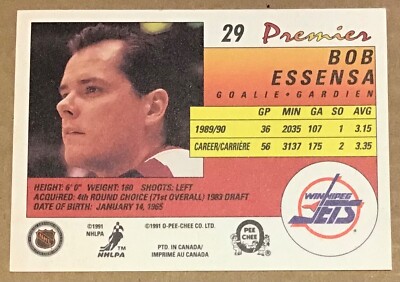 29 Premier
BOB
ESSENSA
GOALIE • GARDIEN
GP MIN GA SO AVG
1989/90 36 2035 107 1 3.15
CAREER/CARRIÈRE 56 3137 175 2 3.35
HEIGHT: 6' 0" WEIGHT: 160 SHOOTS: LEFT
ACQUIRED: 4th ROUND CHOICE (71st OVERALL) 1983 DRAFT
DATE OF BIRTH: JANUARY 14, 1965
WINNIPEG
JETS
NHL
©1991
NHLPA
NHLPA
©1991 O-PEE-CHEE CO. LTD.
PTD. IN CANADA/
IMPRIMÉ AU CANADA
O
PEE
CHEE